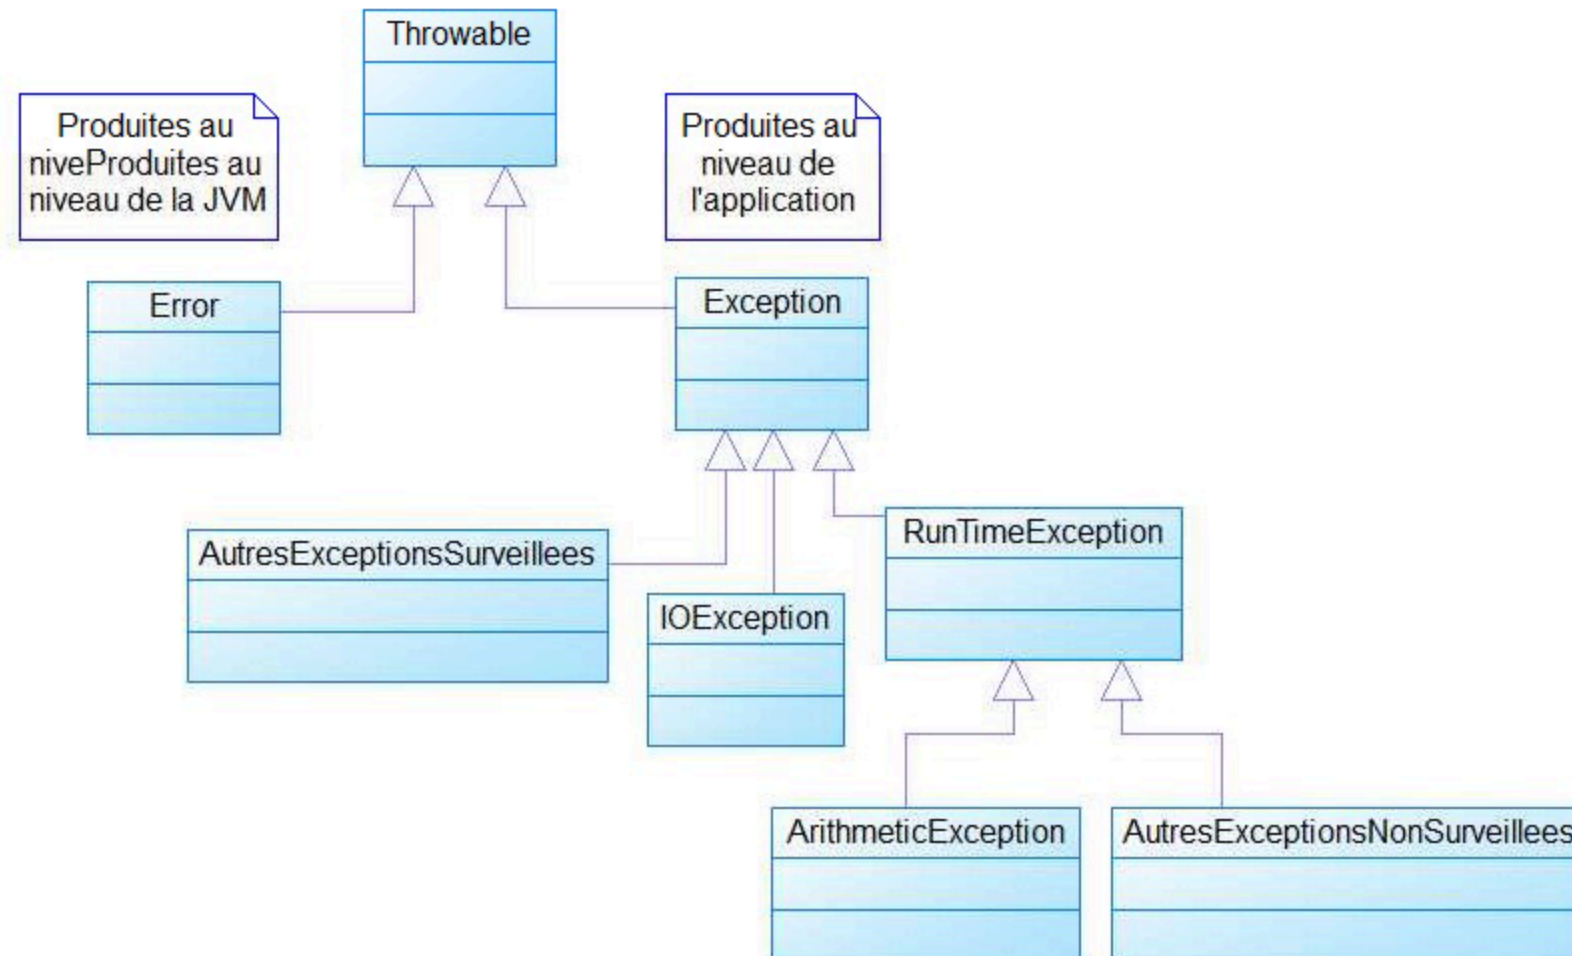 Throwable
Produites au
niveProduites au
niveau de la JVM
Produites au
niveau de
l'application
Error
Exception
AutresExceptionsSurveillees
IOException
RunTimeException
ArithmeticException
AutresExceptionsNonSurveillees